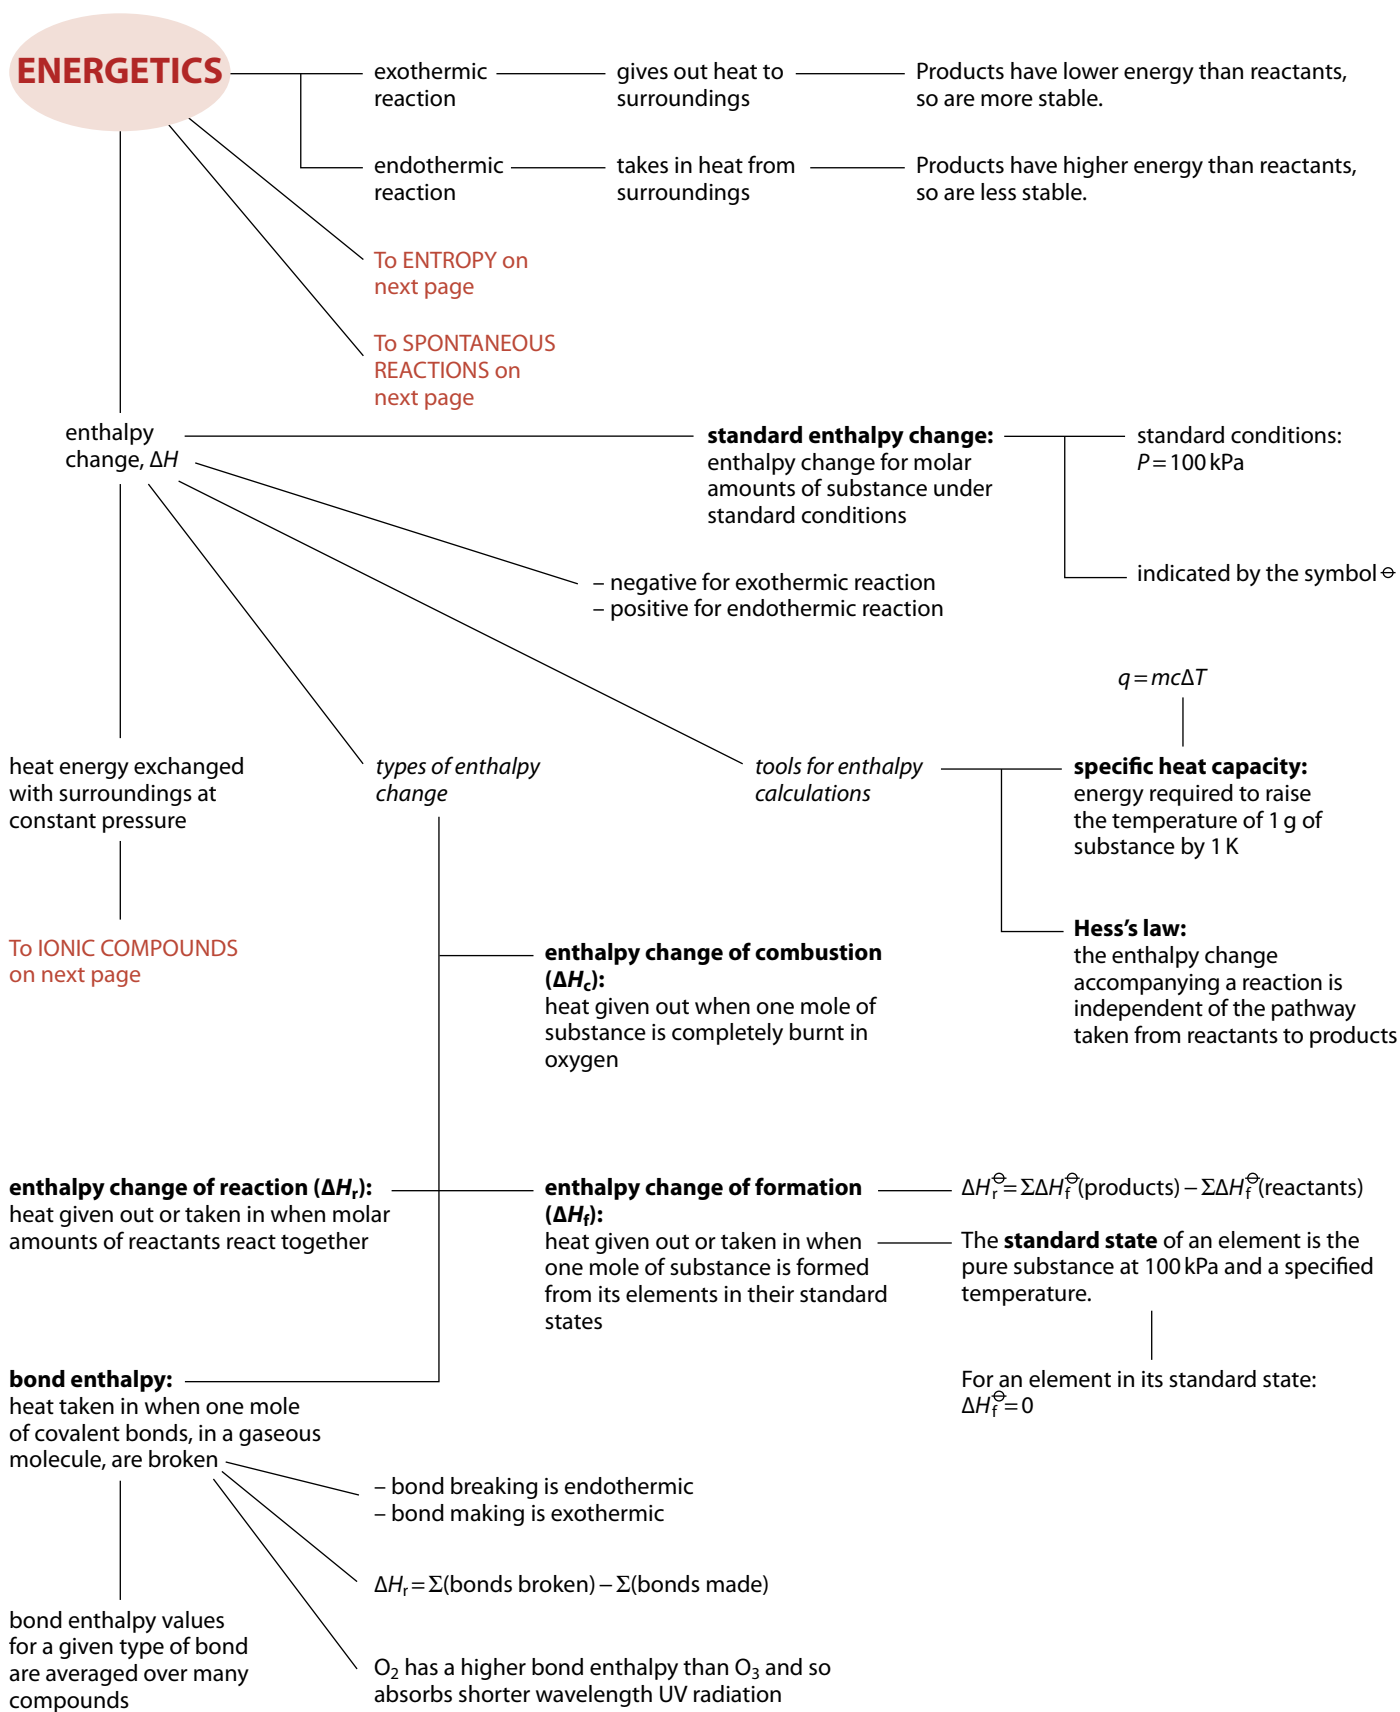 ENERGETICS
exothermic
reaction
gives out heat to
surroundings
Products have lower energy than reactants,
so are more stable.
endothermic
reaction
takes in heat from
surroundings
Products have higher energy than reactants,
so are less stable.
To ENTROPY on
next page
To SPONTANEOUS
REACTIONS on
next page
enthalpy
change, ΔH
standard enthalpy change:
enthalpy change for molar
amounts of substance under
standard conditions
standard conditions:
P = 100 kPa
indicated by the symbol ⦵
– negative for exothermic reaction
– positive for endothermic reaction
q = mcΔT
heat energy exchanged
with surroundings at
constant pressure
types of enthalpy
change
tools for enthalpy
calculations
specific heat capacity:
energy required to raise
the temperature of 1 g of
substance by 1 K
To IONIC COMPOUNDS
on next page
enthalpy change of combustion
(ΔHc):
heat given out when one mole of
substance is completely burnt in
oxygen
Hess's law:
the enthalpy change
accompanying a reaction is
independent of the pathway
taken from reactants to products
enthalpy change of reaction (ΔHr):
heat given out or taken in when molar
amounts of reactants react together
enthalpy change of formation
(ΔHf):
heat given out or taken in when
one mole of substance is formed
from its elements in their standard
states
ΔHr⦵ = ΣΔHf⦵(products) – ΣΔHf⦵(reactants)
The standard state of an element is the
pure substance at 100 kPa and a specified
temperature.
For an element in its standard state:
ΔHf⦵ = 0
bond enthalpy:
heat taken in when one mole
of covalent bonds, in a gaseous
molecule, are broken
– bond breaking is endothermic
– bond making is exothermic
ΔHr = Σ(bonds broken) – Σ(bonds made)
bond enthalpy values
for a given type of bond
are averaged over many
compounds
O₂ has a higher bond enthalpy than O₃ and so
absorbs shorter wavelength UV radiation